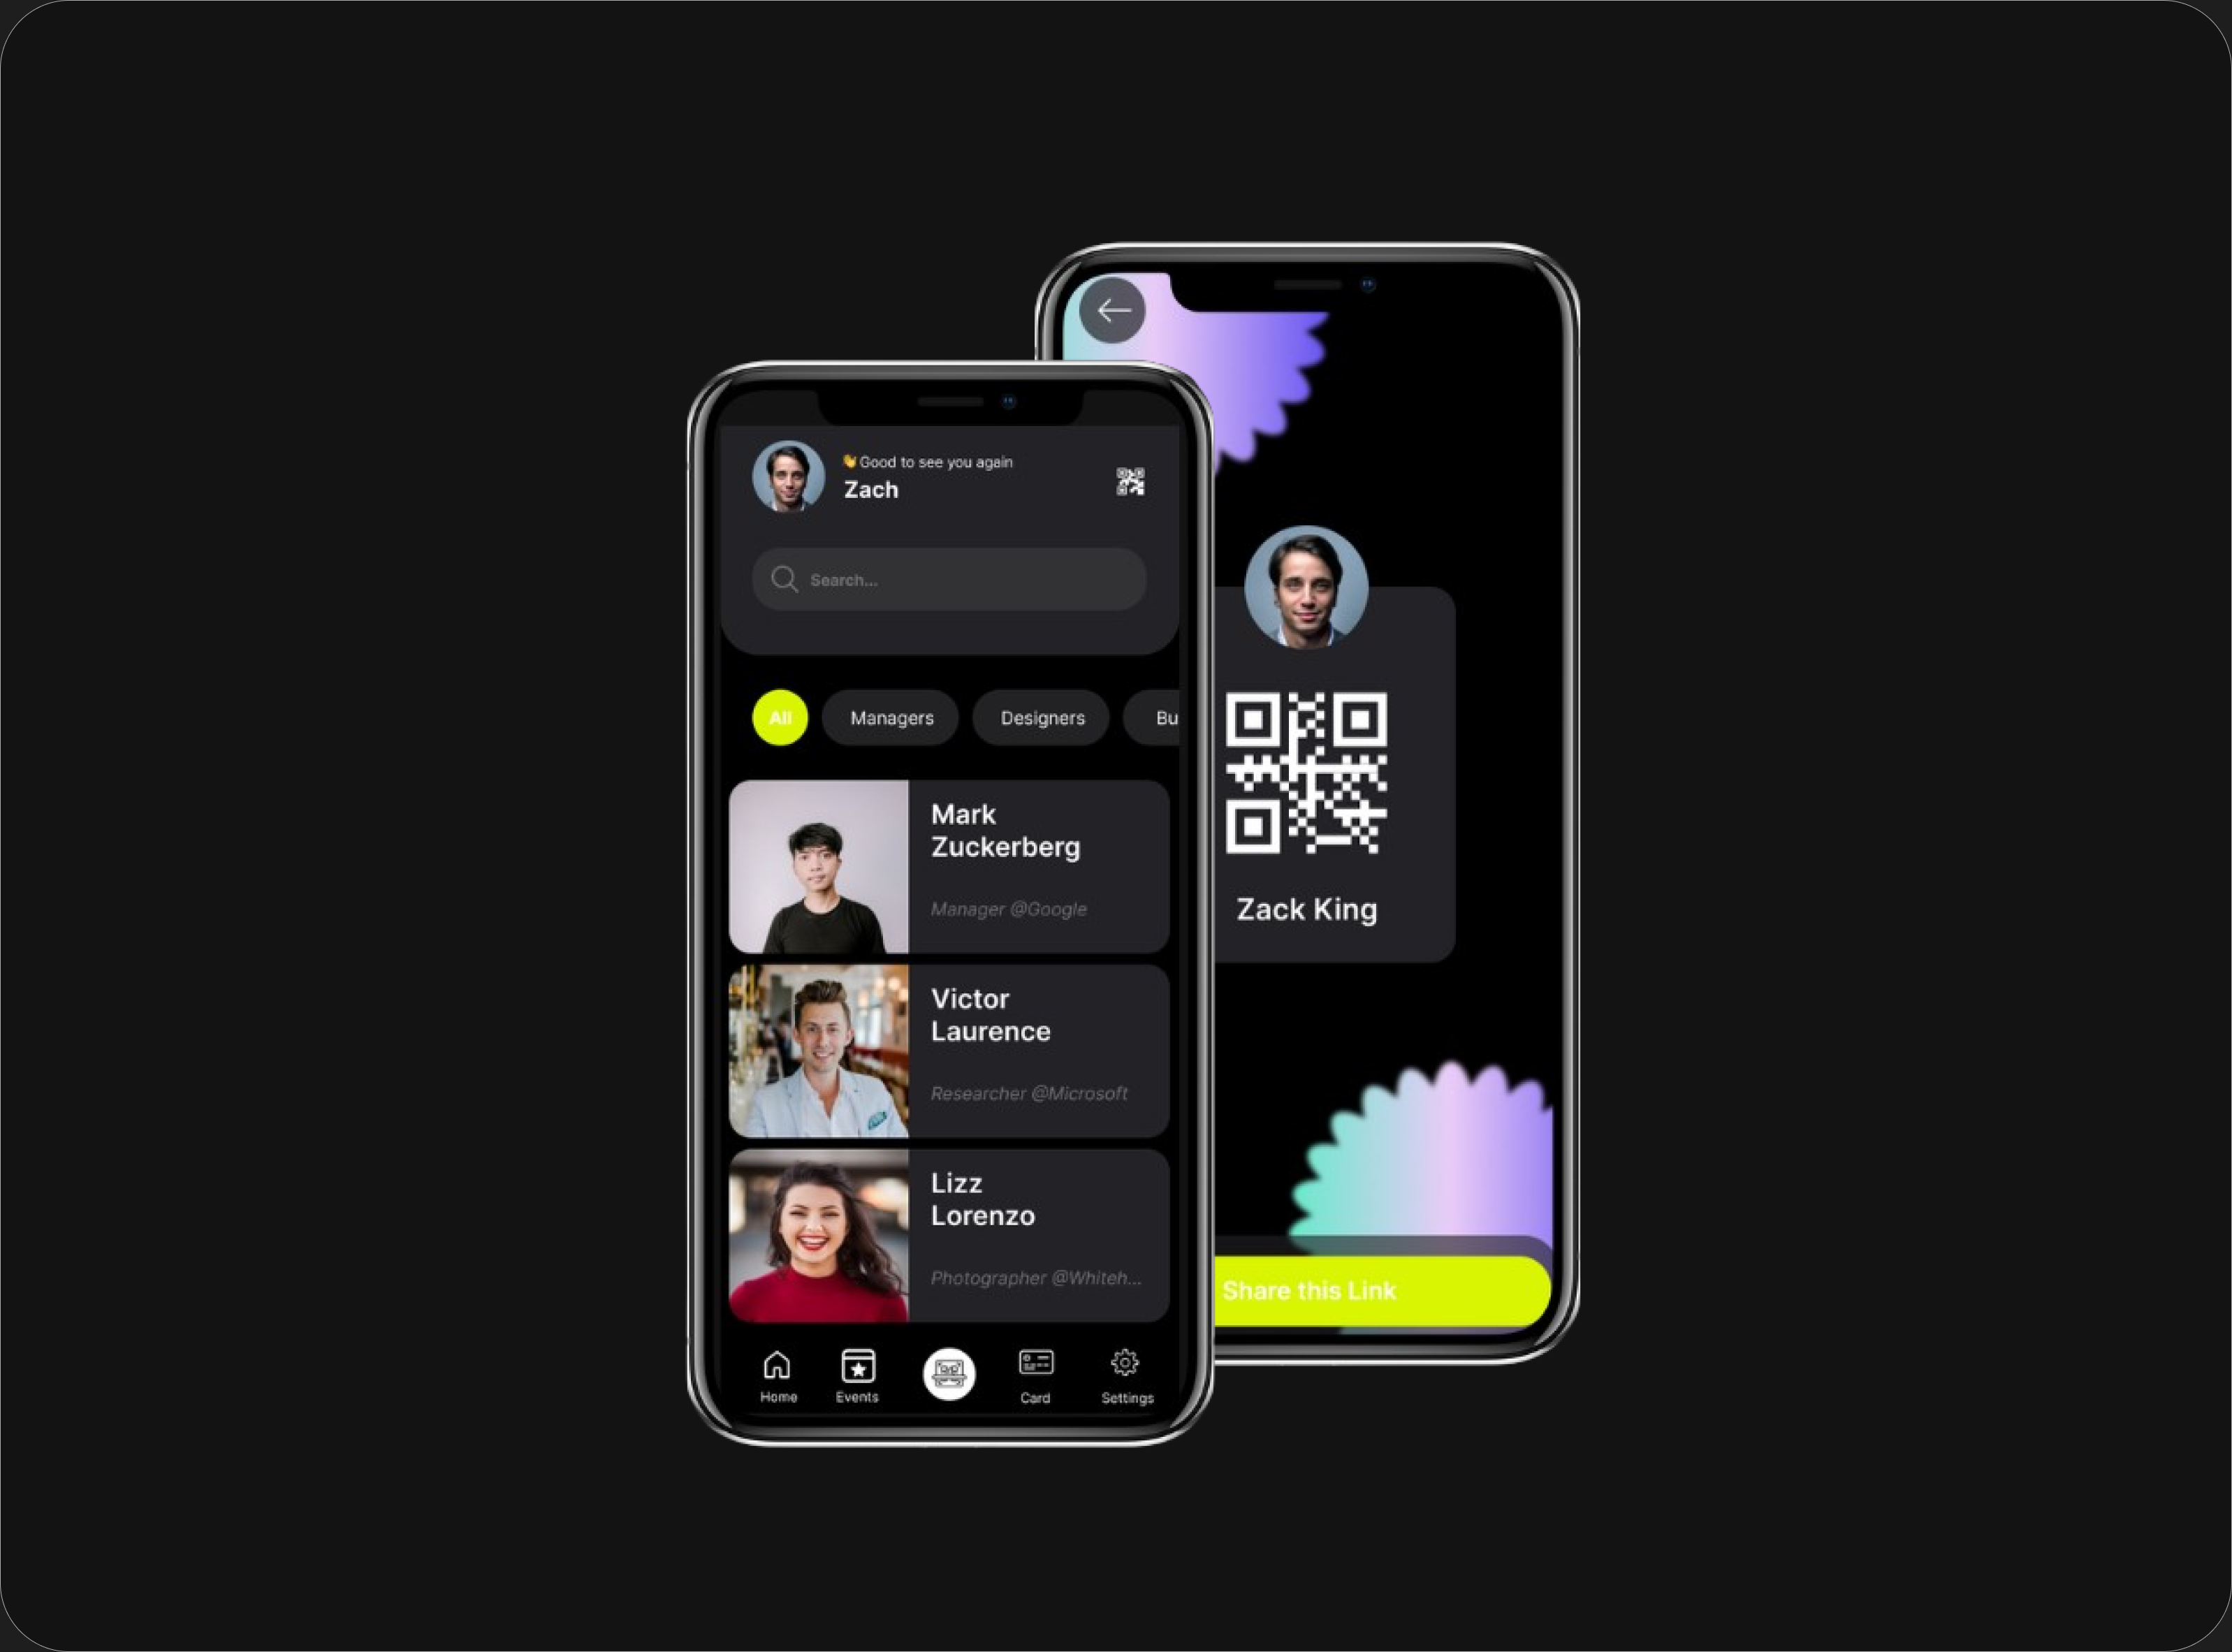 👋Good to see you again
Zach
Search...
All
Managers
Designers
Bu
Mark
Zuckerberg
Manager @Google
Victor
Laurence
Researcher @Microsoft
Lizz
Lorenzo
Photographer @Whiteh...
Home
Events
Card
Settings
Zack King
Share this Link